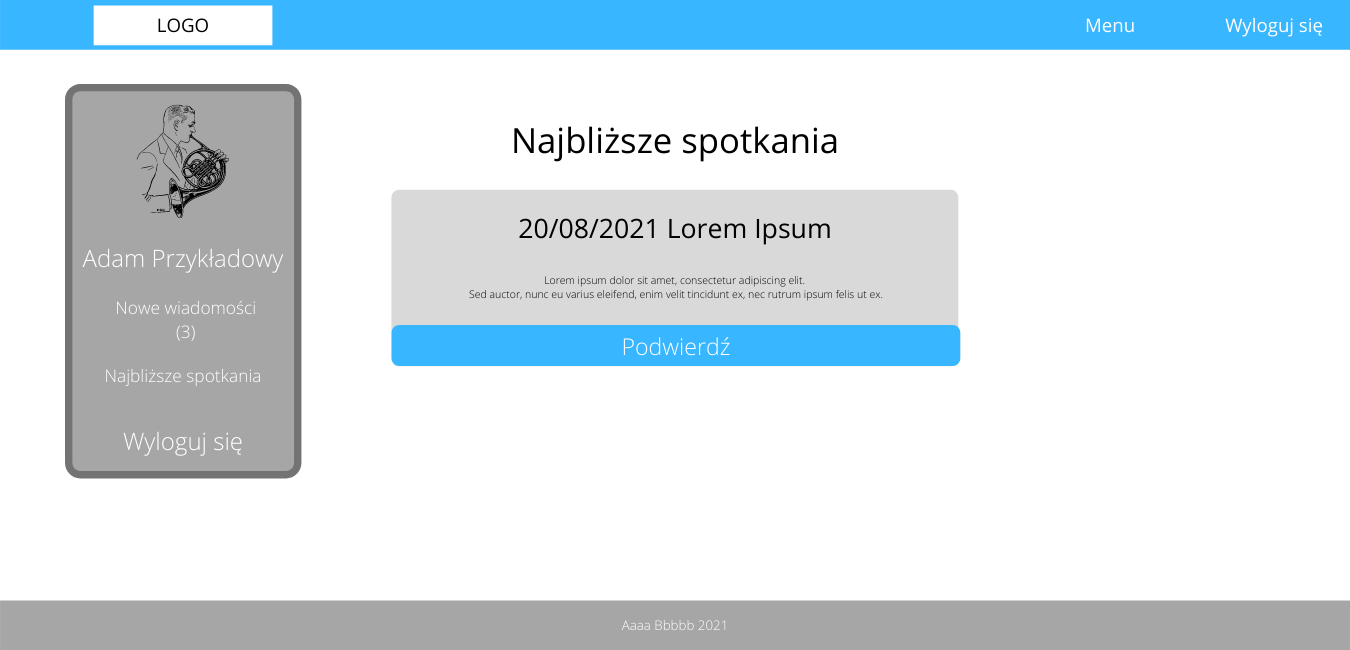 LOGO
Menu
Wyloguj się
Adam Przykładowy
Nowe wiadomości
(3)
Najbliższe spotkania
Wyloguj się
Najbliższe spotkania
20/08/2021 Lorem Ipsum
Lorem ipsum dolor sit amet, consectetur adipiscing elit.
Sed auctor, nunc eu varius eleifend, enim velit tincidunt ex, nec rutrum ipsum felis ut ex.
Podwierdź
Aaaa Bbbbb 2021